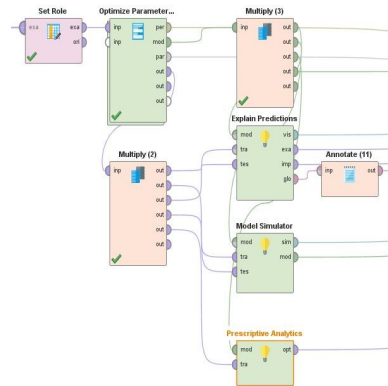 Set Role
exa
exa
ori
Optimize Parameter...
inp
per
inp
mod
par
out
out
out
Multiply (3)
inp
out
out
out
out
Explain Predictions
mod
vis
tra
exa
tes
imp
glo
Annotate (11)
inp
out
Multiply (2)
inp
out
out
out
out
out
Model Simulator
mod
sim
tra
mod
tes
Prescriptive Analytics
mod
opt
tra